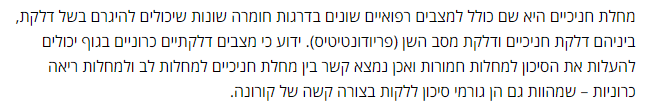 מחלת חניכיים היא שם כולל למצבים רפואיים שונים בדרגות חומרה שונות שיכולים להיגרם בשל דלקת,
ביניהם דלקת חניכיים ודלקת מסב השן (פריודונטיטיס). ידוע כי מצבים דלקתיים כרוניים בגוף יכולים
להעלות את הסיכון למחלות חמורות ואכן נמצא קשר בין מחלת חניכיים למחלות לב ולמחלות ריאה
כרוניות – שמהוות גם הן גורמי סיכון ללקות בצורה קשה של קורונה.